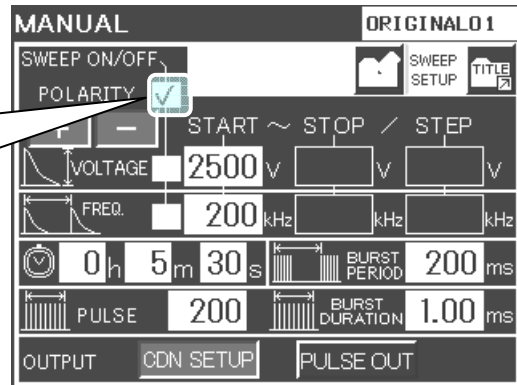 MANUAL ORIGINAL01
SWEEP ON/OFF
SWEEP SETUP TITLE
POLARITY
+ −
START ~ STOP / STEP
VOLTAGE 2500 V V V
FREQ. 200 kHz kHz kHz
0 h 5 m 30 s BURST PERIOD 200 ms
PULSE 200 BURST DURATION 1.00 ms
OUTPUT CDN SETUP PULSE OUT